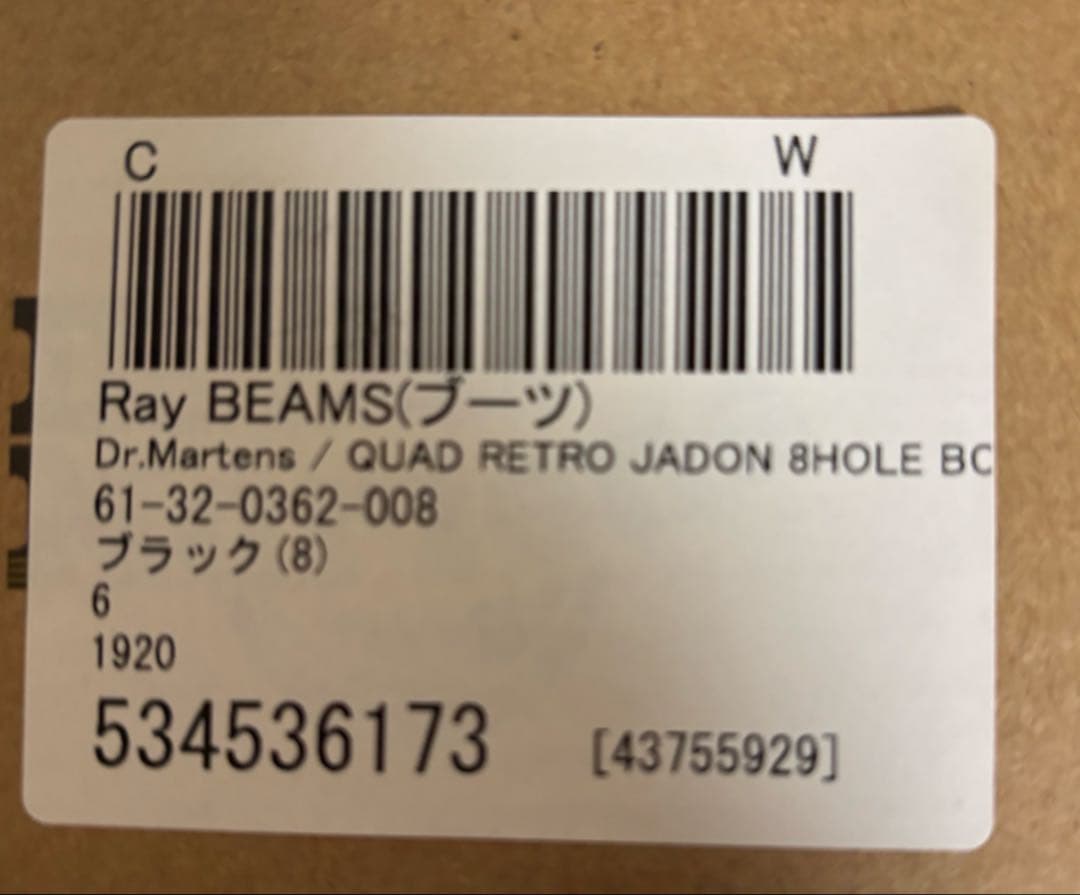 C W
Ray BEAMS(ブーツ)
Dr.Martens / QUAD RETRO JADON 8HOLE BO
61-32-0362-008
ブラック(8)
6
1920
534536173 [43755929]